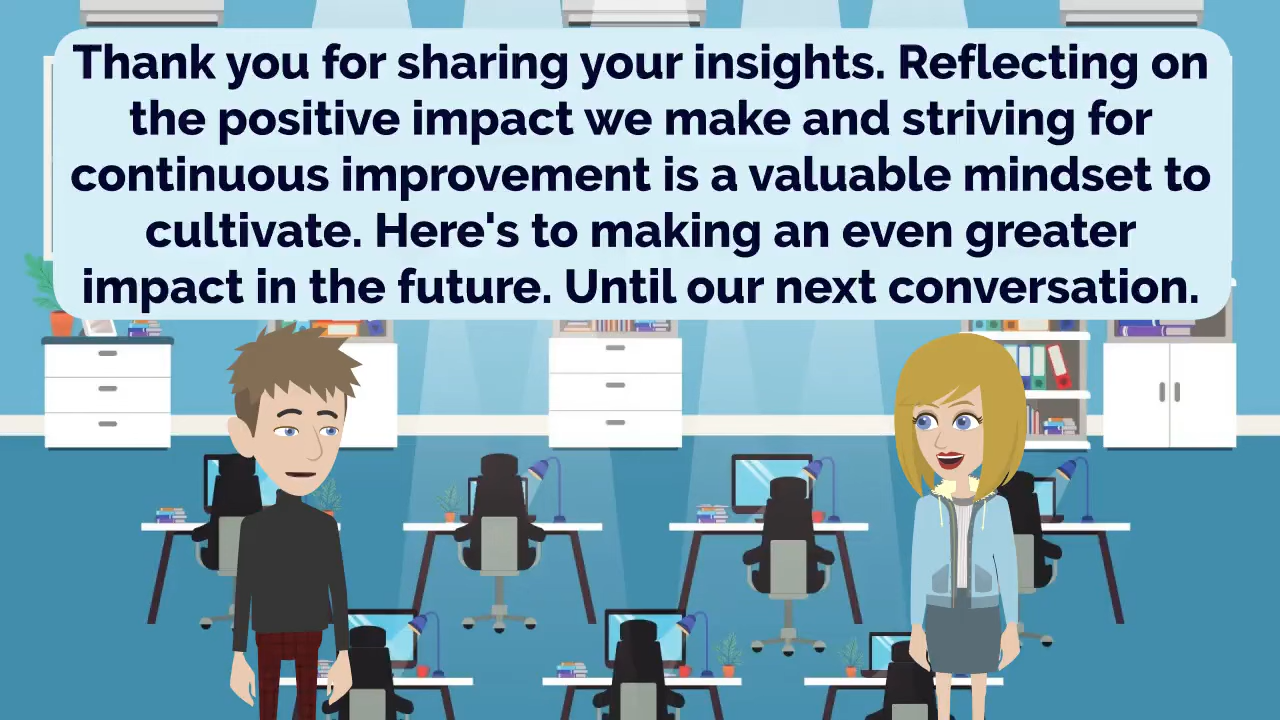 Thank you for sharing your insights. Reflecting on
the positive impact we make and striving for
continuous improvement is a valuable mindset to
cultivate. Here's to making an even greater
impact in the future. Until our next conversation.